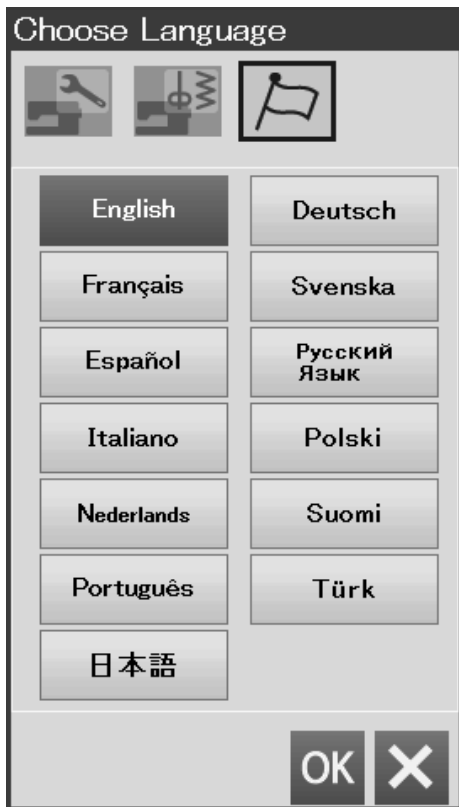 Choose Language
English
Deutsch
Français
Svenska
Español
Русский
Язык
Italiano
Polski
Nederlands
Suomi
Português
Türk
日本語
OK